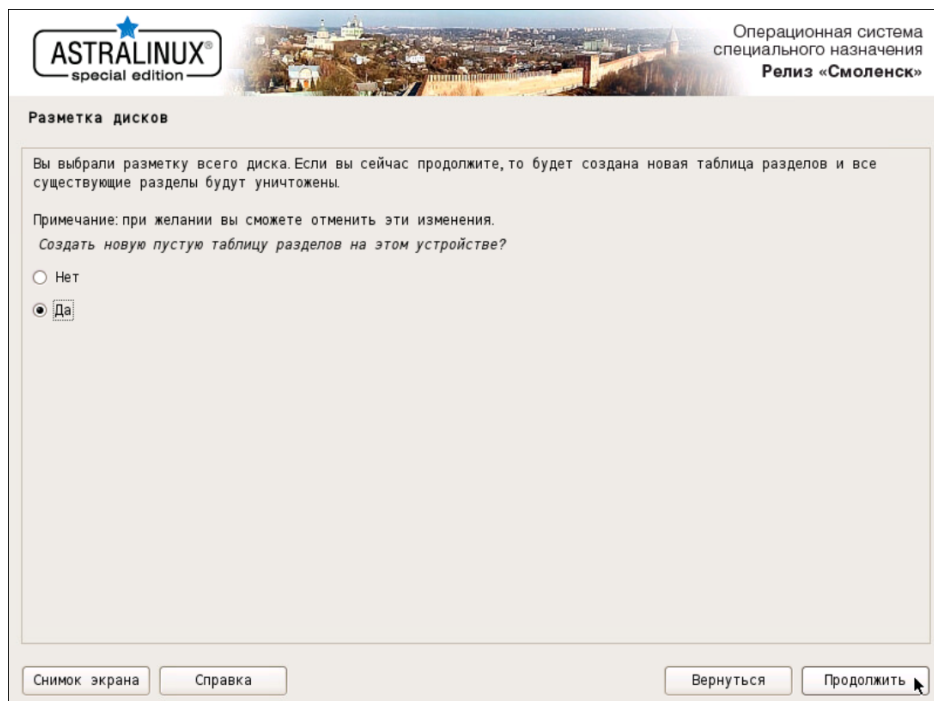 ASTRALINUX®
special edition
Операционная система
специального назначения
Релиз «Смоленск»
Разметка дисков
Вы выбрали разметку всего диска. Если вы сейчас продолжите, то будет создана новая таблица разделов и все
существующие разделы будут уничтожены.
Примечание: при желании вы сможете отменить эти изменения.
Создать новую пустую таблицу разделов на этом устройстве?
Нет
Да
Снимок экрана
Справка
Вернуться
Продолжить